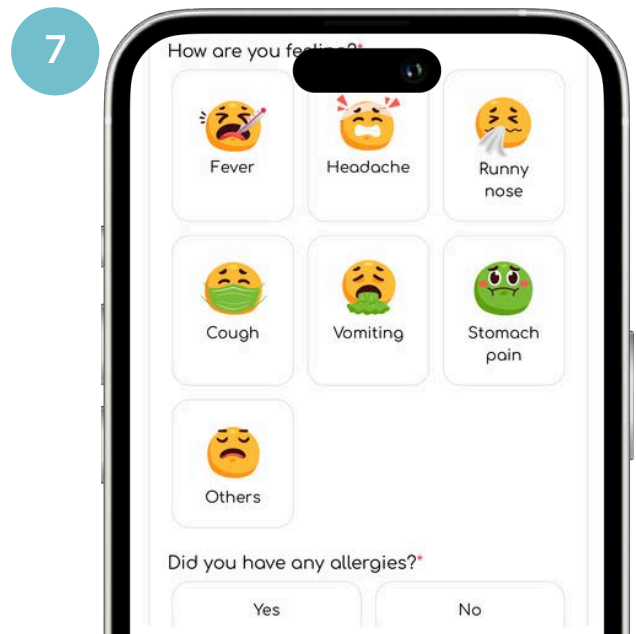 7
How are you feeling?*
Fever
Headache
Runny
nose
Cough
Vomiting
Stomach
pain
Others
Did you have any allergies?*
Yes
No